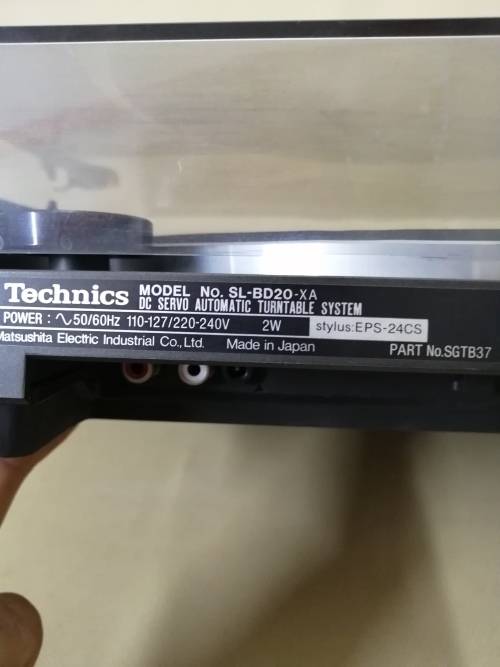 Technics MODEL No. SL-BD20-XA
DC SERVO AUTOMATIC TURNTABLE SYSTEM
POWER : ∿50/60Hz 110-127/220-240V 2W stylus:EPS-24CS
Matsushita Electric Industrial Co., Ltd. Made in Japan PART No.SGTB37